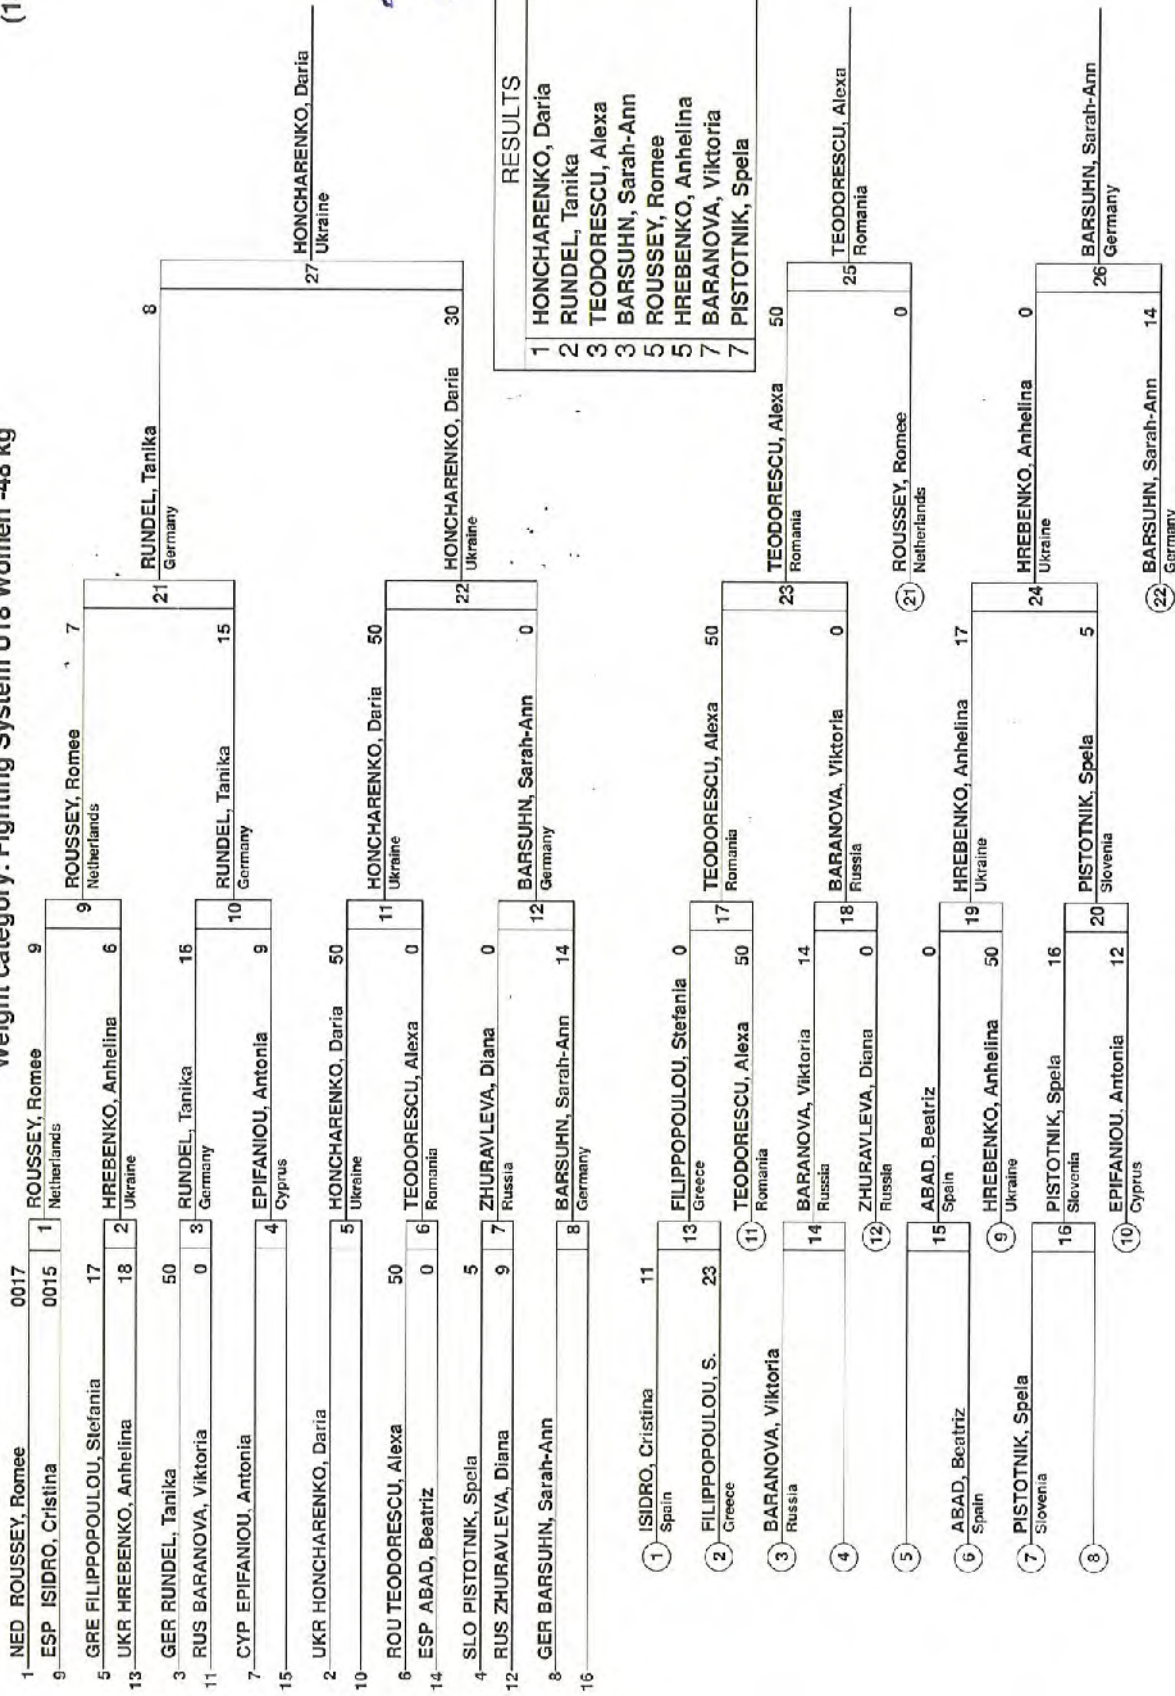 (1
Weight category: Fighting System U18 Women -48 kg
NED ROUSSEY, Romee 0017
1
ESP ISIDRO, Cristina 0015
9
1
ROUSSEY, Romee 9
Netherlands
GRE FILIPPOPOULOU, Stefania 17
5
UKR HREBENKO, Anhelina 18
13
2
HREBENKO, Anhelina 6
Ukraine
9
ROUSSEY, Romee 7
Netherlands
GER RUNDEL, Tanika 50
3
RUS BARANOVA, Viktoria 0
11
3
RUNDEL, Tanika 16
Germany
CYP EPIFANIOU, Antonia
7
15
4
EPIFANIOU, Antonia 9
Cyprus
10
RUNDEL, Tanika 15
Germany
21
RUNDEL, Tanika 8
Germany
UKR HONCHARENKO, Daria
2
10
5
HONCHARENKO, Daria 50
Ukraine
ROU TEODORESCU, Alexa 50
6
ESP ABAD, Beatriz 0
14
6
TEODORESCU, Alexa 0
Romania
11
HONCHARENKO, Daria 50
Ukraine
SLO PISTOTNIK, Spela 5
4
RUS ZHURAVLEVA, Diana 9
12
7
ZHURAVLEVA, Diana 0
Russia
GER BARSUHN, Sarah-Ann
8
16
8
BARSUHN, Sarah-Ann 14
Germany
12
BARSUHN, Sarah-Ann 0
Germany
22
HONCHARENKO, Daria 30
Ukraine
27
HONCHARENKO, Daria
Ukraine
RESULTS
1 HONCHARENKO, Daria
2 RUNDEL, Tanika
3 TEODORESCU, Alexa
3 BARSUHN, Sarah-Ann
5 ROUSSEY, Romee
5 HREBENKO, Anhelina
7 BARANOVA, Viktoria
7 PISTOTNIK, Spela
1 ISIDRO, Cristina 11
Spain
2 FILIPPOPOULOU, S. 23
Greece
13
FILIPPOPOULOU, Stefania 0
Greece
11 TEODORESCU, Alexa 50
Romania
17
TEODORESCU, Alexa 50
Romania
3 BARANOVA, Viktoria
Russia
4
14
BARANOVA, Viktoria 14
Russia
12 ZHURAVLEVA, Diana 0
Russia
18
BARANOVA, Viktoria 0
Russia
23
TEODORESCU, Alexa 50
Romania
21 ROUSSEY, Romee 0
Netherlands
25
TEODORESCU, Alexa
Romania
5
6 ABAD, Beatriz
Spain
15
ABAD, Beatriz 0
Spain
9 HREBENKO, Anhelina 50
Ukraine
19
HREBENKO, Anhelina 17
Ukraine
7 PISTOTNIK, Spela
Slovenia
8
16
PISTOTNIK, Spela 16
Slovenia
10 EPIFANIOU, Antonia 12
Cyprus
20
PISTOTNIK, Spela 5
Slovenia
24
HREBENKO, Anhelina 0
Ukraine
22 BARSUHN, Sarah-Ann 14
Germany
26
BARSUHN, Sarah-Ann
Germany